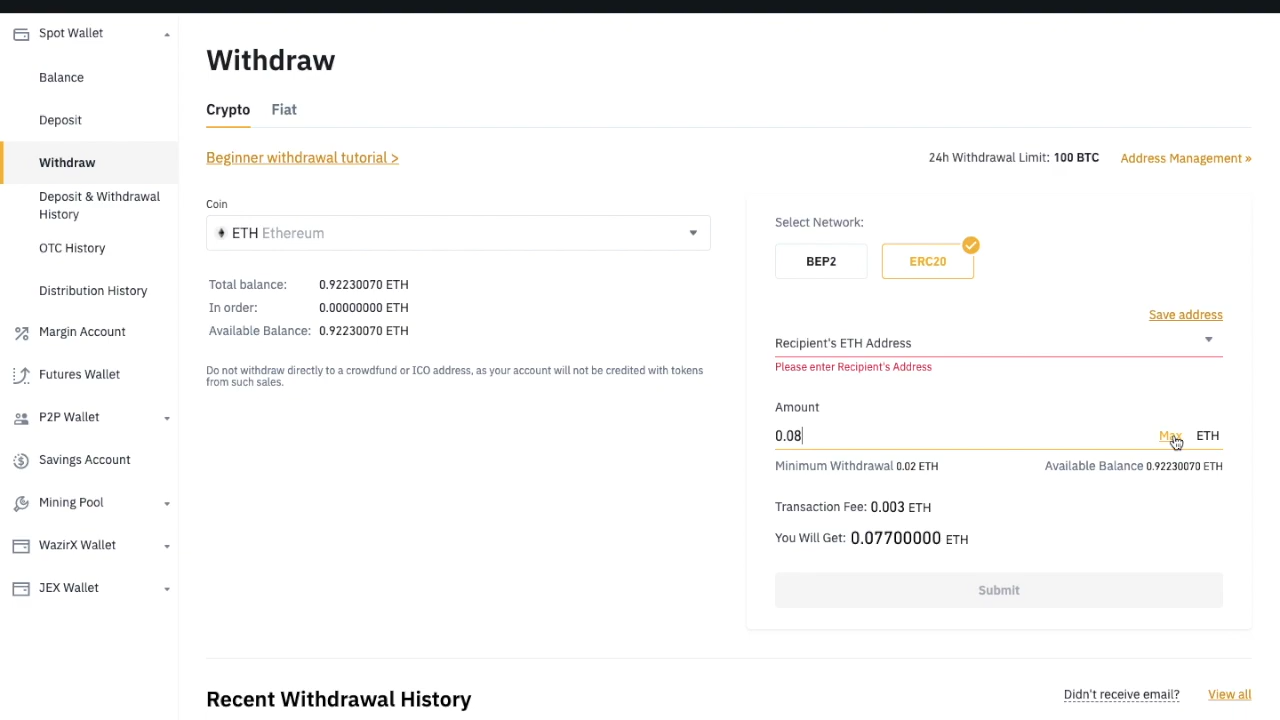 Spot Wallet
Balance
Deposit
Withdraw
Deposit & Withdrawal
History
OTC History
Distribution History
Margin Account
Futures Wallet
P2P Wallet
Savings Account
Mining Pool
WazirX Wallet
JEX Wallet
Withdraw
Crypto Fiat
Beginner withdrawal tutorial >
24h Withdrawal Limit: 100 BTC Address Management »
Coin
ETH Ethereum
Total balance: 0.92230070 ETH
In order: 0.00000000 ETH
Available Balance: 0.92230070 ETH
Do not withdraw directly to a crowdfund or ICO address, as your account will not be credited with tokens
from such sales.
Select Network:
BEP2 ERC20
Save address
Recipient's ETH Address
Please enter Recipient's Address
Amount
0.08 Max ETH
Minimum Withdrawal 0.02 ETH Available Balance 0.92230070 ETH
Transaction Fee: 0.003 ETH
You Will Get: 0.07700000 ETH
Submit
Recent Withdrawal History
Didn't receive email? View all